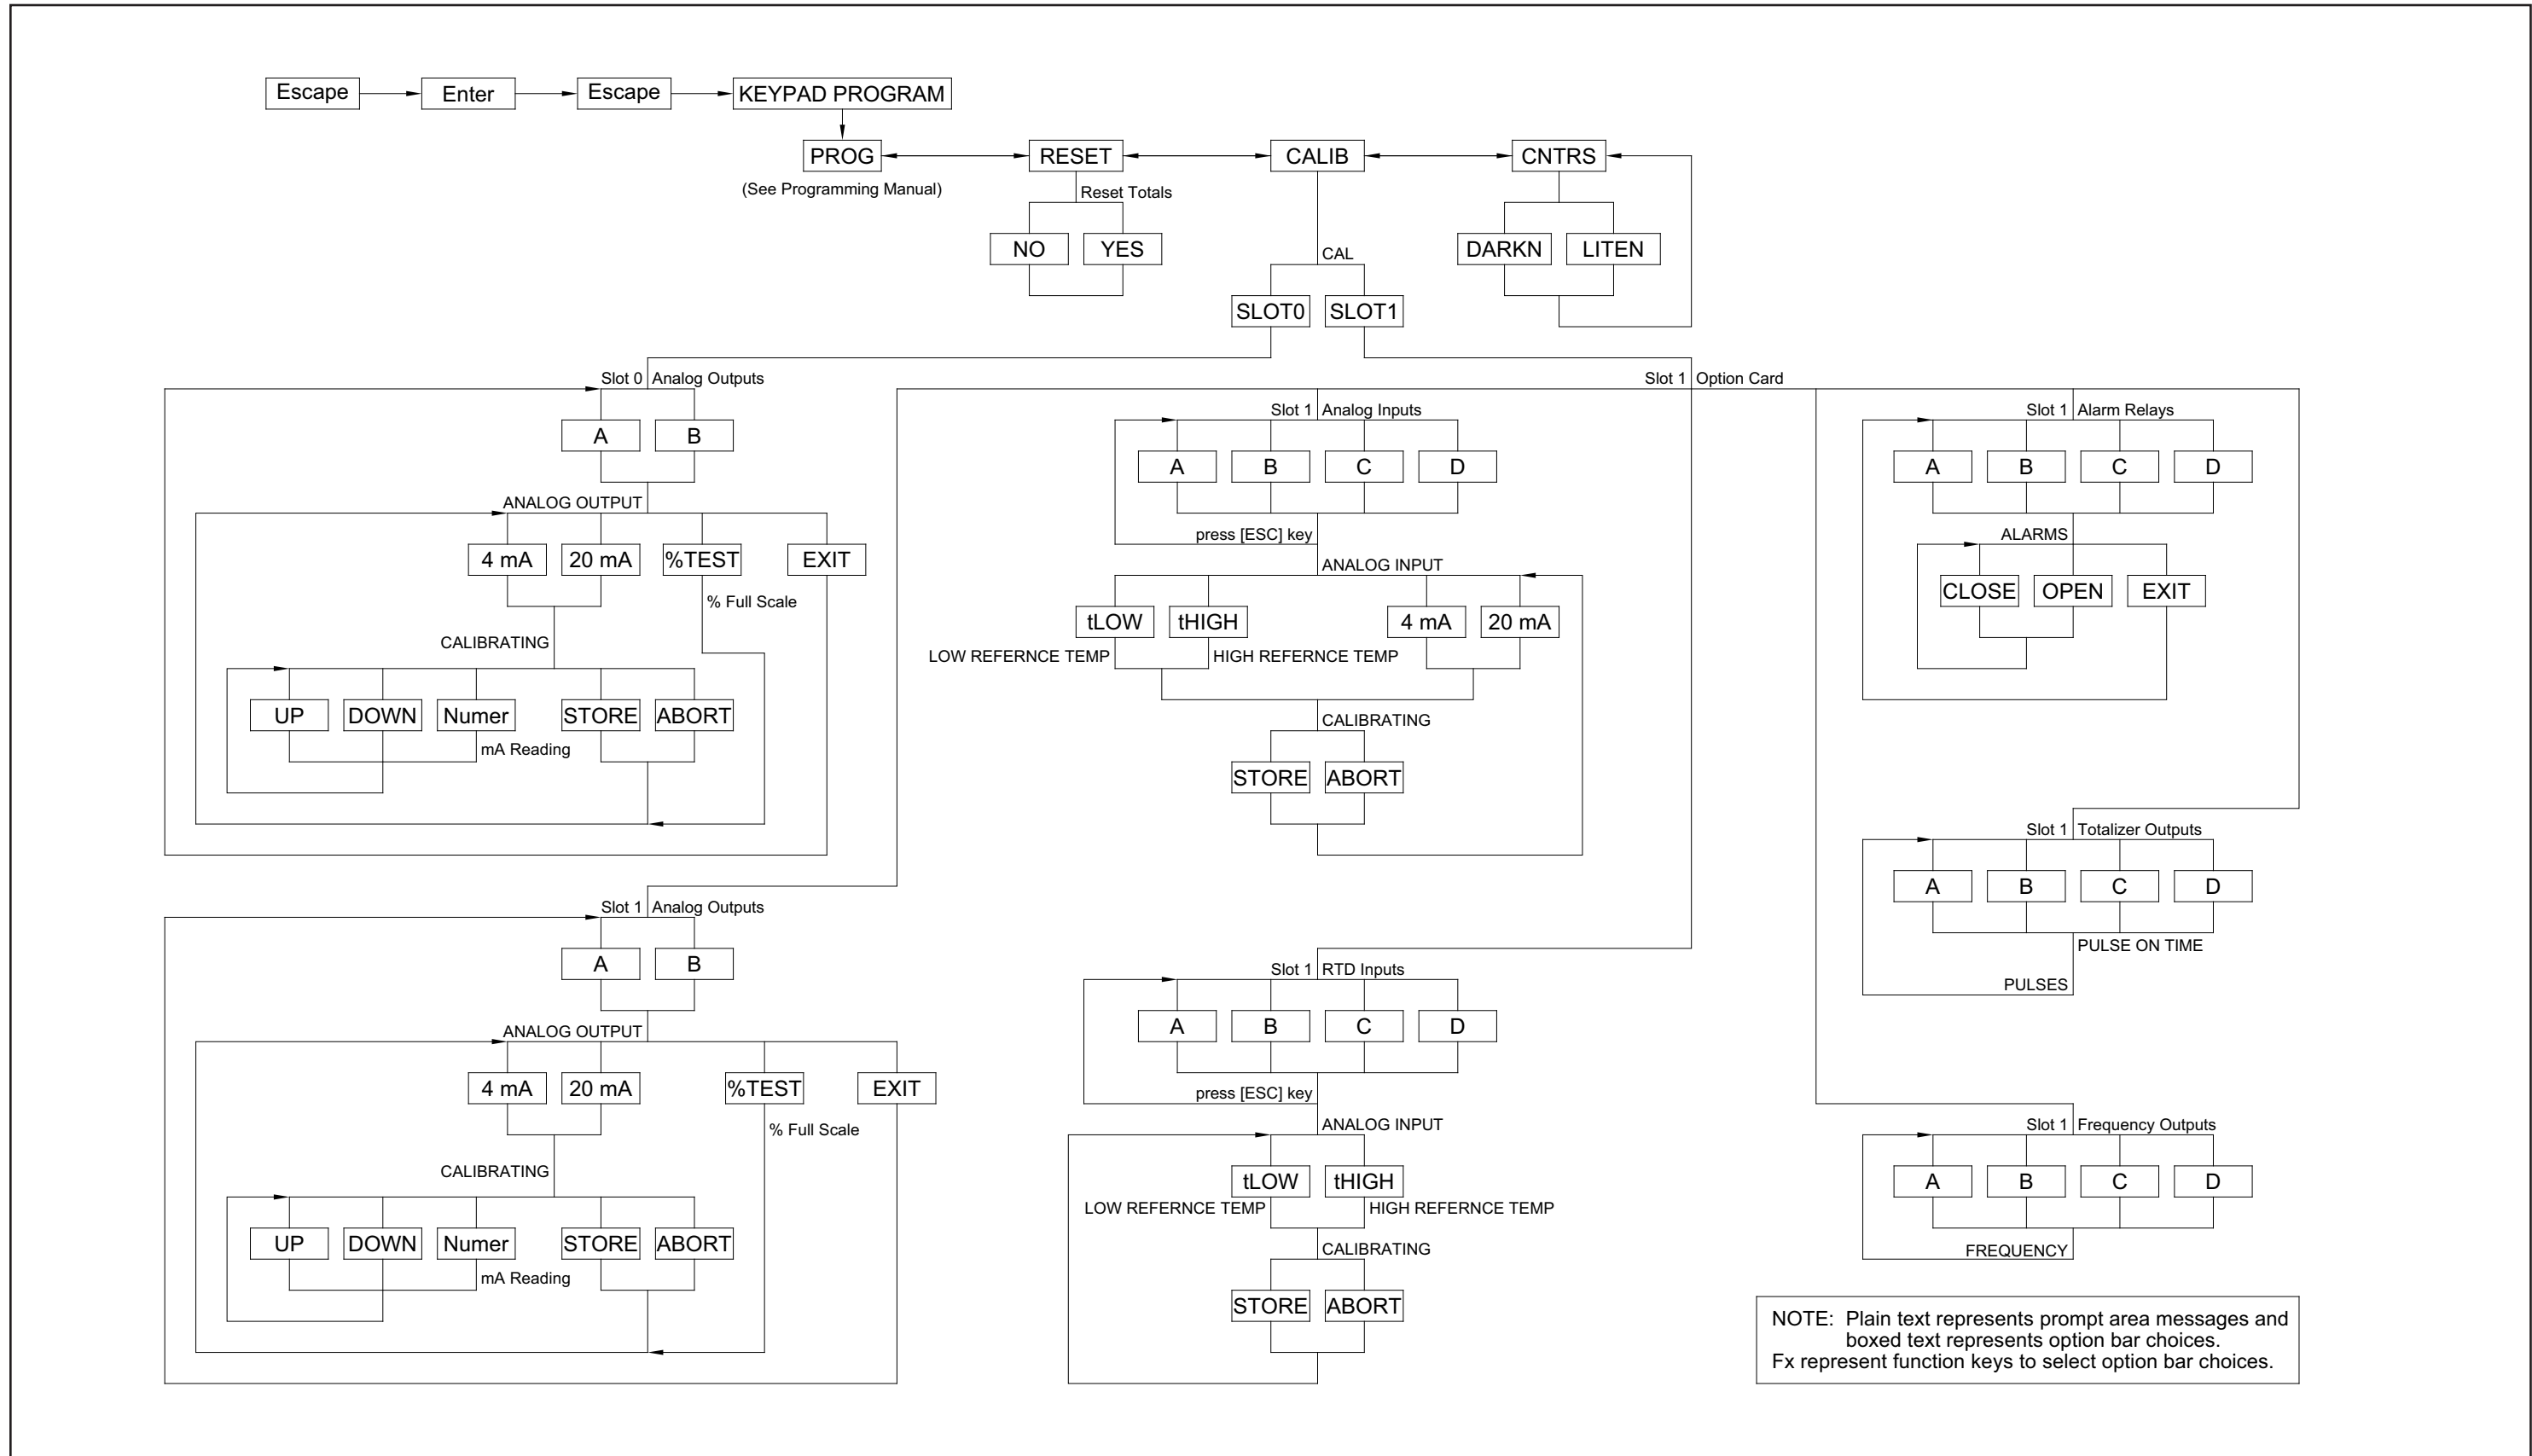 Escape
Enter
Escape
KEYPAD PROGRAM
PROG
RESET
CALIB
CNTRS
(See Programming Manual)
Reset Totals
NO
YES
CAL
DARKN
LITEN
SLOT0
SLOT1
Slot 0 Analog Outputs
A
B
ANALOG OUTPUT
4 mA
20 mA
%TEST
EXIT
% Full Scale
CALIBRATING
UP
DOWN
Numer
STORE
ABORT
mA Reading
Slot 1 Option Card
Slot 1 Analog Inputs
A
B
C
D
press [ESC] key
ANALOG INPUT
tLOW
tHIGH
4 mA
20 mA
LOW REFERNCE TEMP
HIGH REFERNCE TEMP
CALIBRATING
STORE
ABORT
Slot 1 Alarm Relays
A
B
C
D
ALARMS
CLOSE
OPEN
EXIT
Slot 1 Totalizer Outputs
A
B
C
D
PULSE ON TIME
PULSES
Slot 1 Analog Outputs
A
B
ANALOG OUTPUT
4 mA
20 mA
%TEST
EXIT
% Full Scale
CALIBRATING
UP
DOWN
Numer
STORE
ABORT
mA Reading
Slot 1 RTD Inputs
A
B
C
D
press [ESC] key
ANALOG INPUT
tLOW
tHIGH
LOW REFERNCE TEMP
HIGH REFERNCE TEMP
CALIBRATING
STORE
ABORT
Slot 1 Frequency Outputs
A
B
C
D
FREQUENCY
NOTE: Plain text represents prompt area messages and
boxed text represents option bar choices.
Fx represent function keys to select option bar choices.